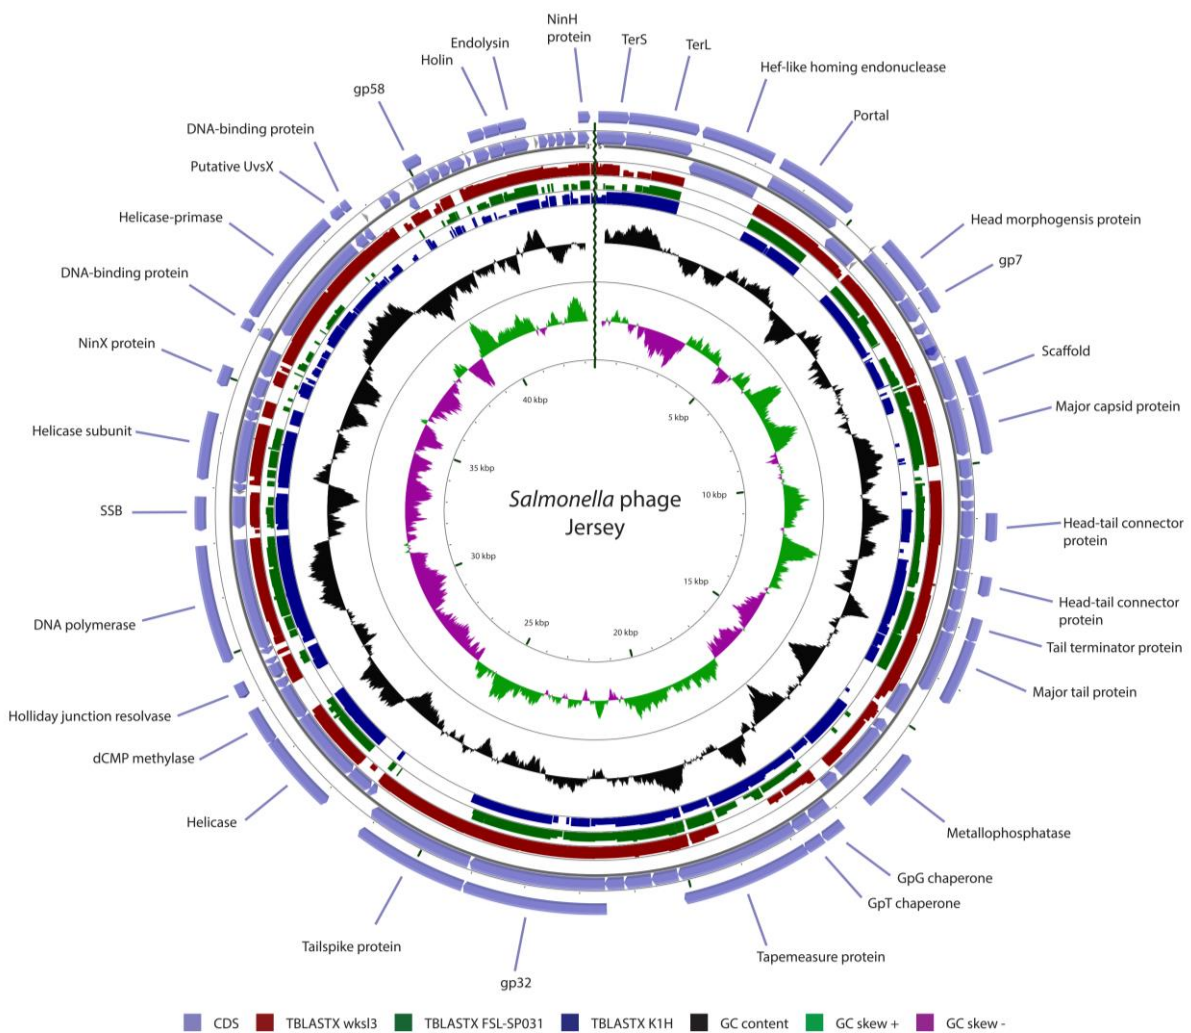 NinH
protein
TerS
TerL
Hef-like homing endonuclease
Portal
Head morphogensis protein
gp7
Scaffold
Major capsid protein
Head-tail connector
protein
Head-tail connector
protein
Tail terminator protein
Major tail protein
Metallophosphatase
GpG chaperone
GpT chaperone
Tapemeasure protein
gp32
Tailspike protein
Helicase
dCMP methylase
Holliday junction resolvase
DNA polymerase
SSB
Helicase subunit
NinX protein
DNA-binding protein
Helicase-primase
Putative UvsX
DNA-binding protein
gp58
Holin
Endolysin
5 kbp
10 kbp
15 kbp
20 kbp
25 kbp
30 kbp
35 kbp
40 kbp
Salmonella phage
Jersey
CDS TBLASTX wksl3 TBLASTX FSL-SP031 TBLASTX K1H GC content GC skew + GC skew -